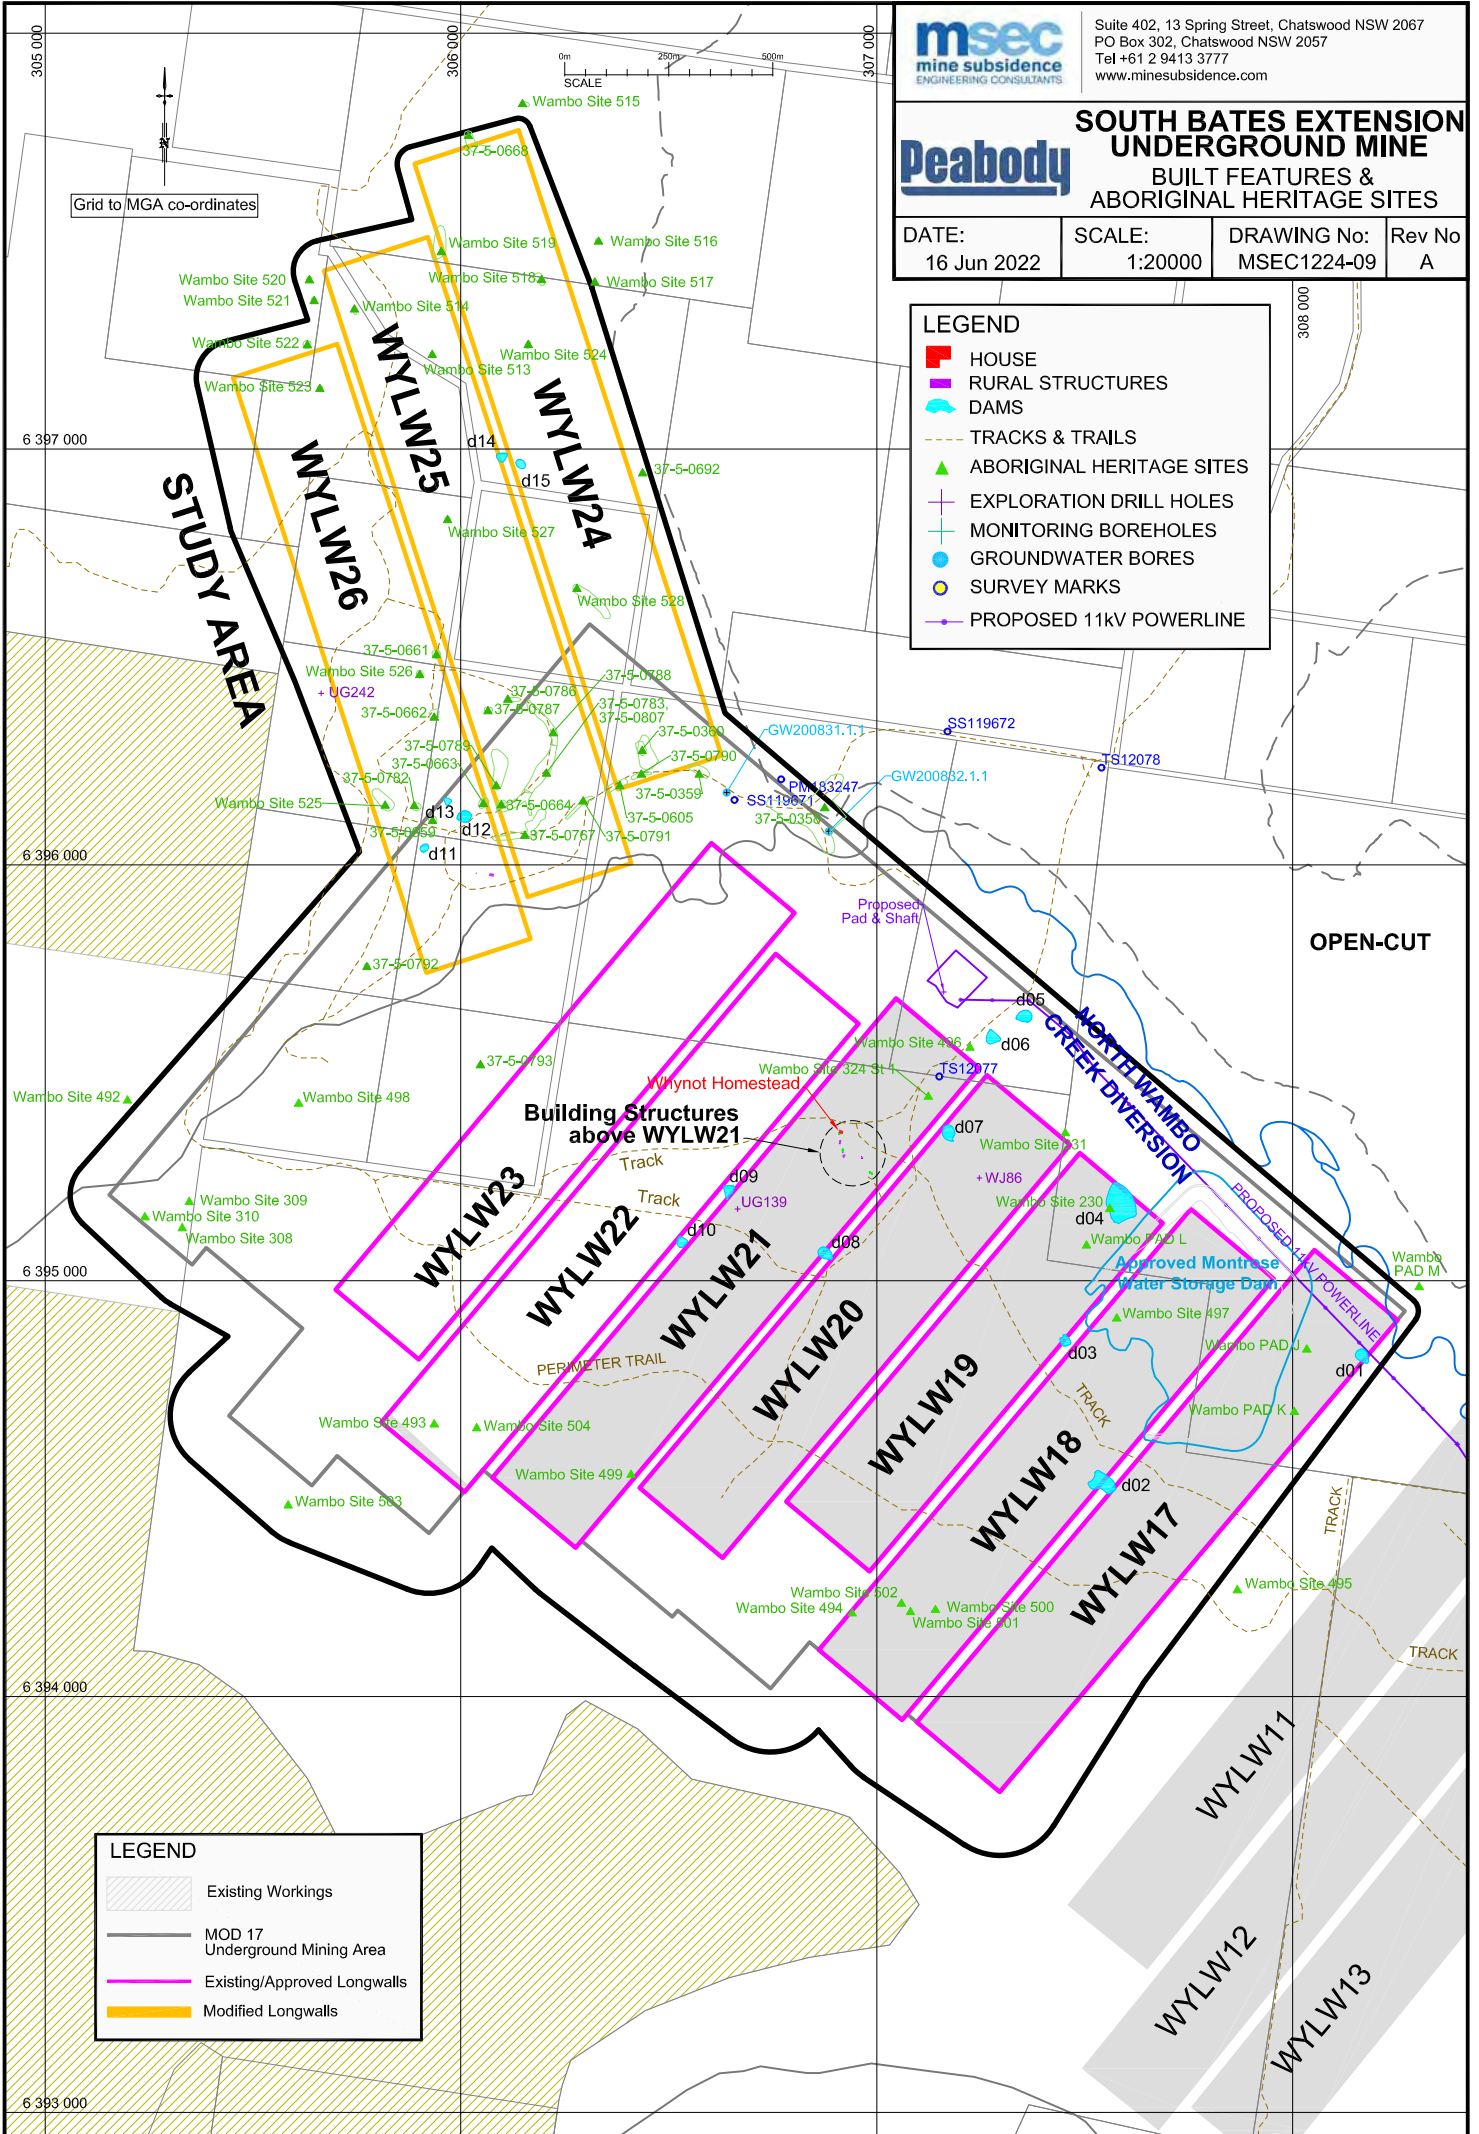 305 000
306 000
307 000
308 000
0m 250m 500m
SCALE
Grid to MGA co-ordinates
N
msec
mine subsidence
ENGINEERING CONSULTANTS
Suite 402, 13 Spring Street, Chatswood NSW 2067
PO Box 302, Chatswood NSW 2057
Tel +61 2 9413 3777
www.minesubsidence.com
Peabody
SOUTH BATES EXTENSION
UNDERGROUND MINE
BUILT FEATURES &
ABORIGINAL HERITAGE SITES
DATE:
16 Jun 2022
SCALE:
1:20000
DRAWING No:
MSEC1224-09
Rev No
A
LEGEND
HOUSE
RURAL STRUCTURES
DAMS
TRACKS & TRAILS
ABORIGINAL HERITAGE SITES
EXPLORATION DRILL HOLES
MONITORING BOREHOLES
GROUNDWATER BORES
SURVEY MARKS
PROPOSED 11kV POWERLINE
Wambo Site 515
37-5-0668
Wambo Site 519
Wambo Site 516
Wambo Site 520
Wambo Site 518
Wambo Site 517
Wambo Site 521
Wambo Site 514
Wambo Site 522
Wambo Site 524
Wambo Site 513
Wambo Site 523
WYLW25
WYLW24
WYLW26
STUDY AREA
6 397 000
d14
d15
37-5-0692
Wambo Site 527
Wambo Site 528
37-5-0661
Wambo Site 526
UG242
37-5-0662
37-5-0788
37-5-0786
37-5-0787
37-5-0783,
37-5-0807
37-5-0360
37-5-0789
37-5-0663
37-5-0790
37-5-0782
37-5-0359
Wambo Site 525
37-5-0664
37-5-0605
d13
d12
37-5-0659
37-5-0767
37-5-0791
d11
GW200831.1.1
SS119672
TS12078
PM183247
SS119671
GW200832.1.1
37-5-0358
6 396 000
Proposed
Pad & Shaft
OPEN-CUT
37-5-0792
d05
d06
NORTH WAMBO
CREEK DIVERSION
Wambo Site 496
37-5-0793
Wambo Site 324 St 1
TS12077
Whynot Homestead
Wambo Site 492
Wambo Site 498
Building Structures
above WYLW21
d07
Wambo Site 331
Track
Track
d09
UG139
WJ86
Wambo Site 230
d04
PROPOSED 11kV POWERLINE
Wambo Site 309
Wambo Site 310
Wambo Site 308
d10
d08
Wambo PAD L
Wambo
PAD M
6 395 000
Approved Montrose
Water Storage Dam
WYLW23
WYLW22
WYLW21
WYLW20
WYLW19
WYLW18
WYLW17
Wambo Site 497
d03
Wambo PAD J
d01
PERIMETER TRAIL
TRACK
Wambo PAD K
Wambo Site 493
Wambo Site 504
Wambo Site 499
d02
Wambo Site 503
TRACK
Wambo Site 502
Wambo Site 494
Wambo Site 500
Wambo Site 501
Wambo Site 495
TRACK
6 394 000
WYLW11
WYLW12
WYLW13
LEGEND
Existing Workings
MOD 17
Underground Mining Area
Existing/Approved Longwalls
Modified Longwalls
6 393 000